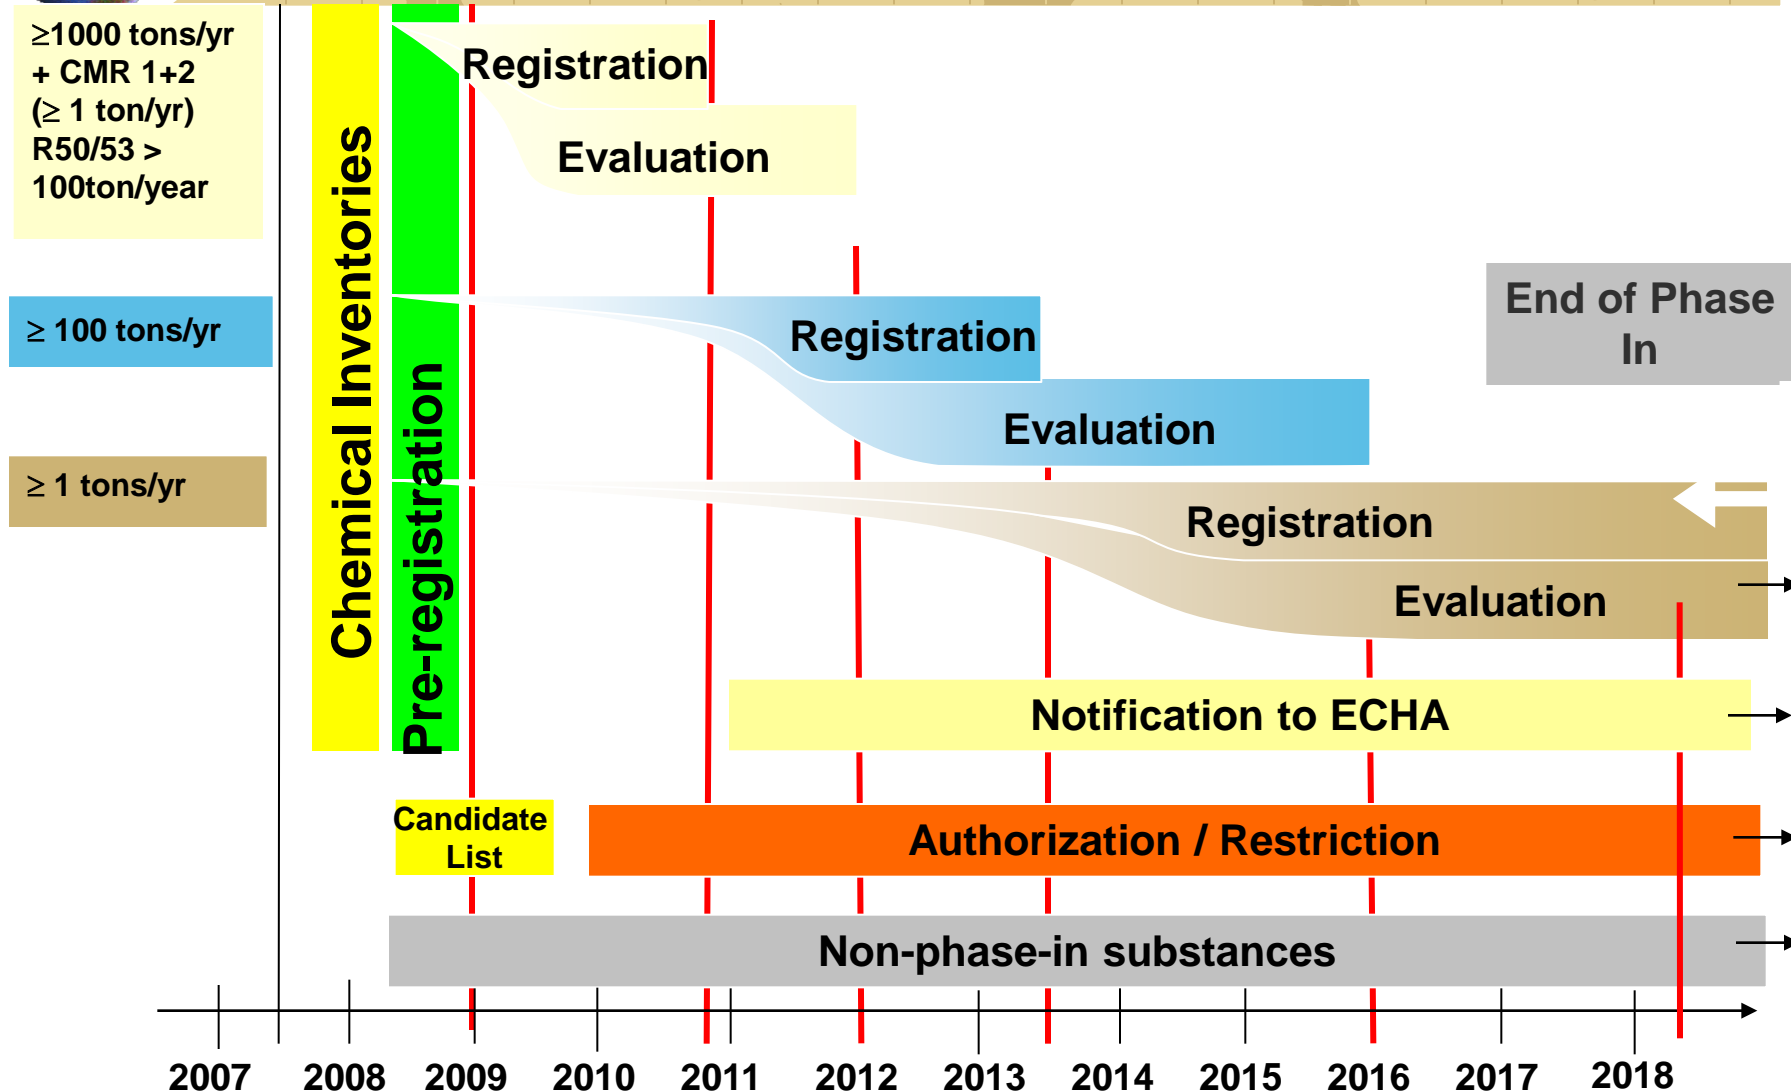 ≥1000 tons/yr
+ CMR 1+2
(≥ 1 ton/yr)
R50/53 >
100ton/year
≥ 100 tons/yr
≥ 1 tons/yr
Chemical Inventories
Pre-registration
Registration
Evaluation
Registration
Evaluation
End of Phase
In
Registration
Evaluation
Notification to ECHA
Candidate
List
Authorization / Restriction
Non-phase-in substances
2007 2008 2009 2010 2011 2012 2013 2014 2015 2016 2017 2018